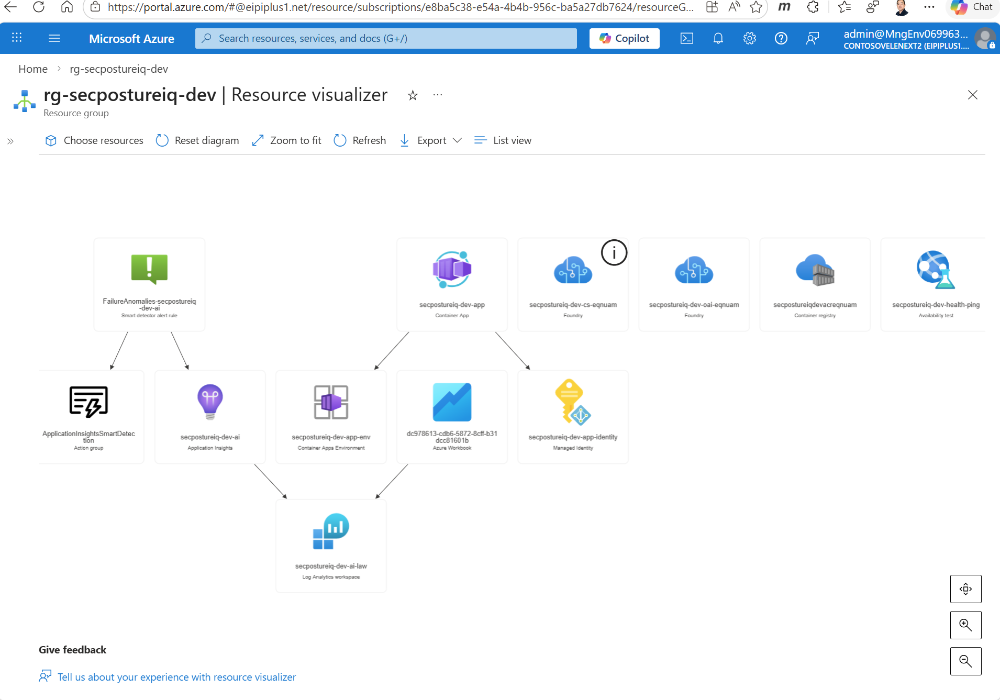 https://portal.azure.com/#@eipiplus1.net/resource/subscriptions/e8ba5c38-e54a-4b4b-956c-ba5a27db7624/resourceG...
m
Chat
Microsoft Azure
Search resources, services, and docs (G+/)
Copilot
admin@MngEnv069963...
CONTOSOVELENEXT2 (EIPIPLUS1....
Home
rg-secpostureiq-dev
rg-secpostureiq-dev | Resource visualizer
Resource group
Choose resources
Reset diagram
Zoom to fit
Refresh
Export
List view
FailureAnomalies-secpostureiq
-dev-ai
Smart detector alert rule
secpostureiq-dev-app
Container App
secpostureiq-dev-cs-eqnuam
Foundry
secpostureiq-dev-oai-eqnuam
Foundry
secpostureiqdevacreqnuam
Container registry
secpostureiq-dev-health-ping
Availability test
ApplicationInsightsSmartDetec
tion
Action group
secpostureiq-dev-ai
Application Insights
secpostureiq-dev-app-env
Container Apps Environment
dc978613-cdb6-5872-8cff-b31
dcc81601b
Azure Workbook
secpostureiq-dev-app-identity
Managed Identity
secpostureiq-dev-ai-law
Log Analytics workspace
Give feedback
Tell us about your experience with resource visualizer